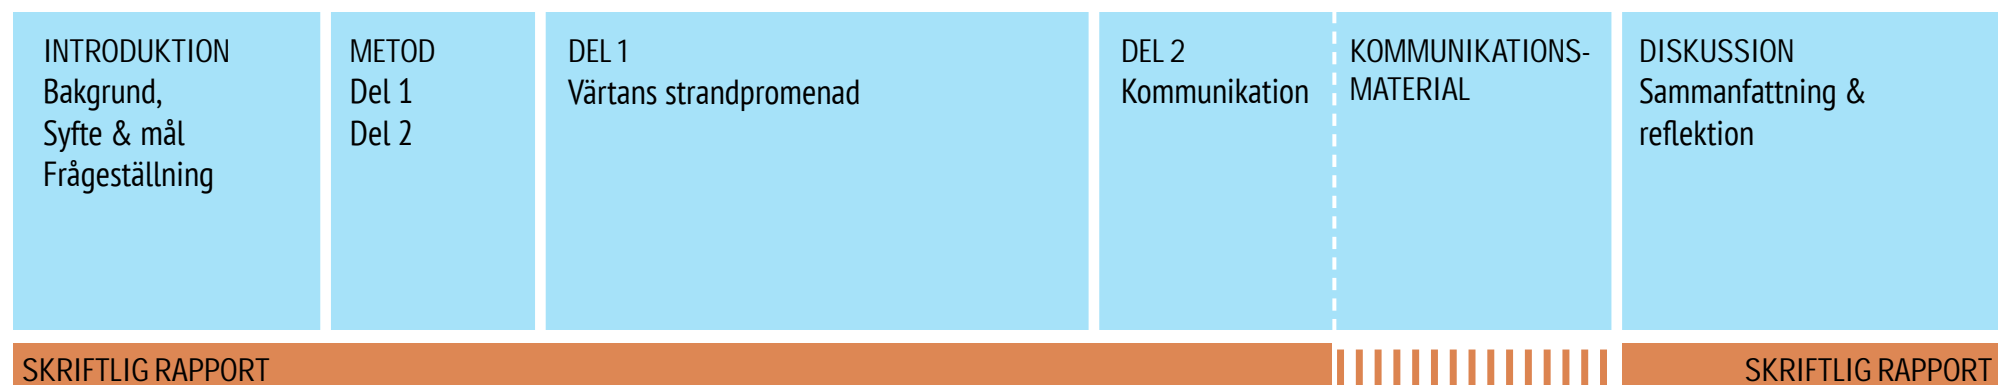 INTRODUKTION
Bakgrund,
Syfte & mål
Frågeställning
METOD
Del 1
Del 2
DEL 1
Värtans strandpromenad
DEL 2
Kommunikation
KOMMUNIKATIONS-
MATERIAL
DISKUSSION
Sammanfattning &
reflektion
SKRIFTLIG RAPPORT
SKRIFTLIG RAPPORT